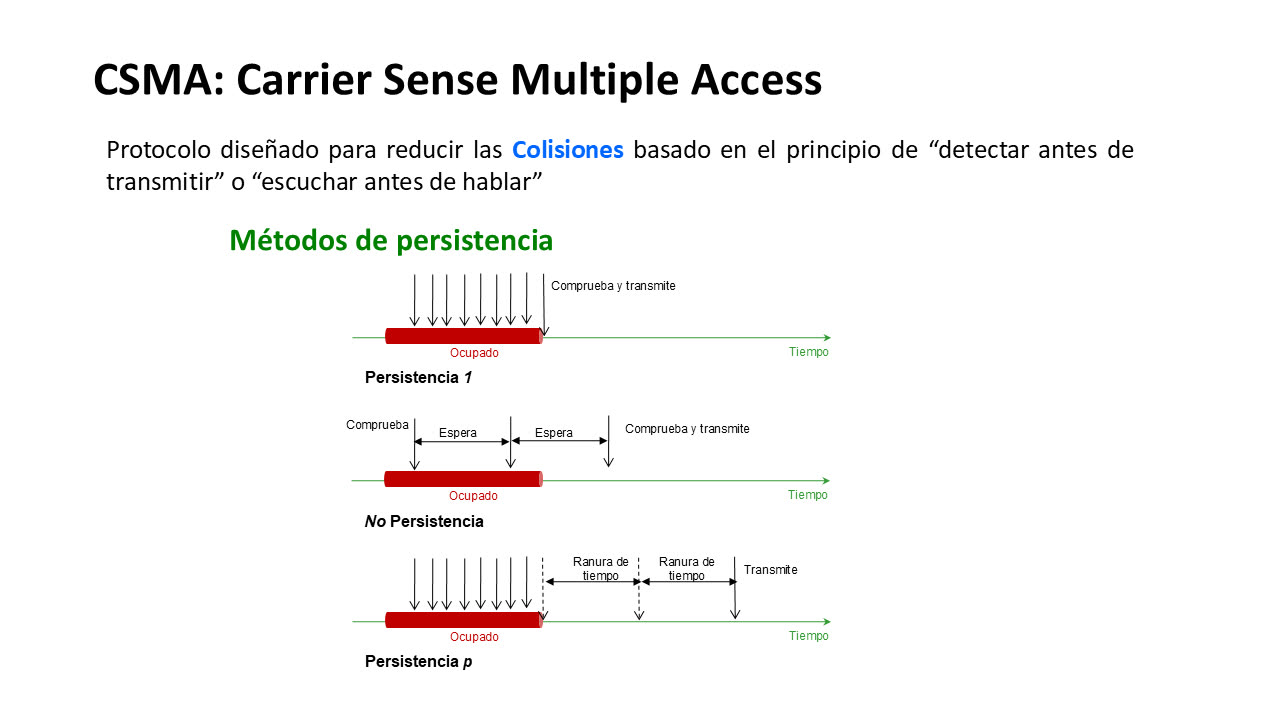 CSMA: Carrier Sense Multiple Access
Protocolo diseñado para reducir las Colisiones basado en el principio de “detectar antes de
transmitir” o “escuchar antes de hablar”
Métodos de persistencia
Comprueba y transmite
Ocupado
Tiempo
Persistencia 1
Comprueba
Espera
Espera
Comprueba y transmite
Ocupado
Tiempo
No Persistencia
Ranura de
tiempo
Ranura de
tiempo
Transmite
Ocupado
Tiempo
Persistencia p